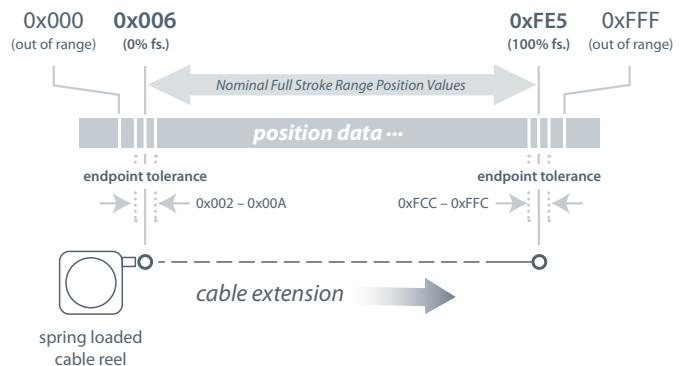 0x000 0x006 0xFE5 0xFFF
(out of range) (0% fs.) (100% fs.) (out of range)
Nominal Full Stroke Range Position Values
position data ···
endpoint tolerance endpoint tolerance
0x002 – 0x00A 0xFCC – 0xFFC
cable extension
spring loaded
cable reel